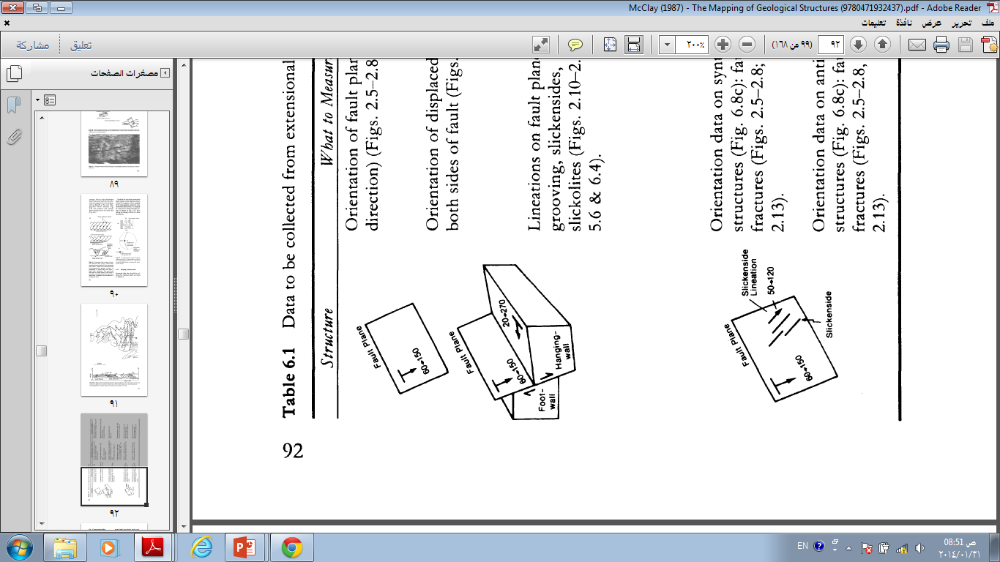 McClay (1987) - The Mapping of Geological Structures (9780471932437).pdf - Adobe Reader
ملف تحرير عرض نافذة تعليمات
٩٢ (٩٩ من ١٦٨) ٢٠٠% تعليق مشاركة
مصغرات الصفحات
٨٩
٩٠
٩١
٩٢
Table 6.1 Data to be collected from extensional
Structure What to Measur
Orientation of fault plan
direction) (Figs. 2.5–2.8
Orientation of displaced
both sides of fault (Figs.
Lineations on fault plane
grooving, slickensides,
slickolites (Figs. 2.10–2.
5.6 & 6.4).
Orientation data on synt
structures (Fig. 6.8c): fau
fractures (Figs. 2.5–2.8,
2.13).
Orientation data on anti
structures (Fig. 6.8c): fau
fractures (Figs. 2.5–2.8,
2.13).
Fault Plane
60→150
Fault Plane
60→150
20→270
Hanging-
wall
Foot-
wall
Fault Plane
60→150
Slickenside
Lineation
50→120
Slickenside
92
EN
08:51 ص
٢٠١٤/٠١/٣١